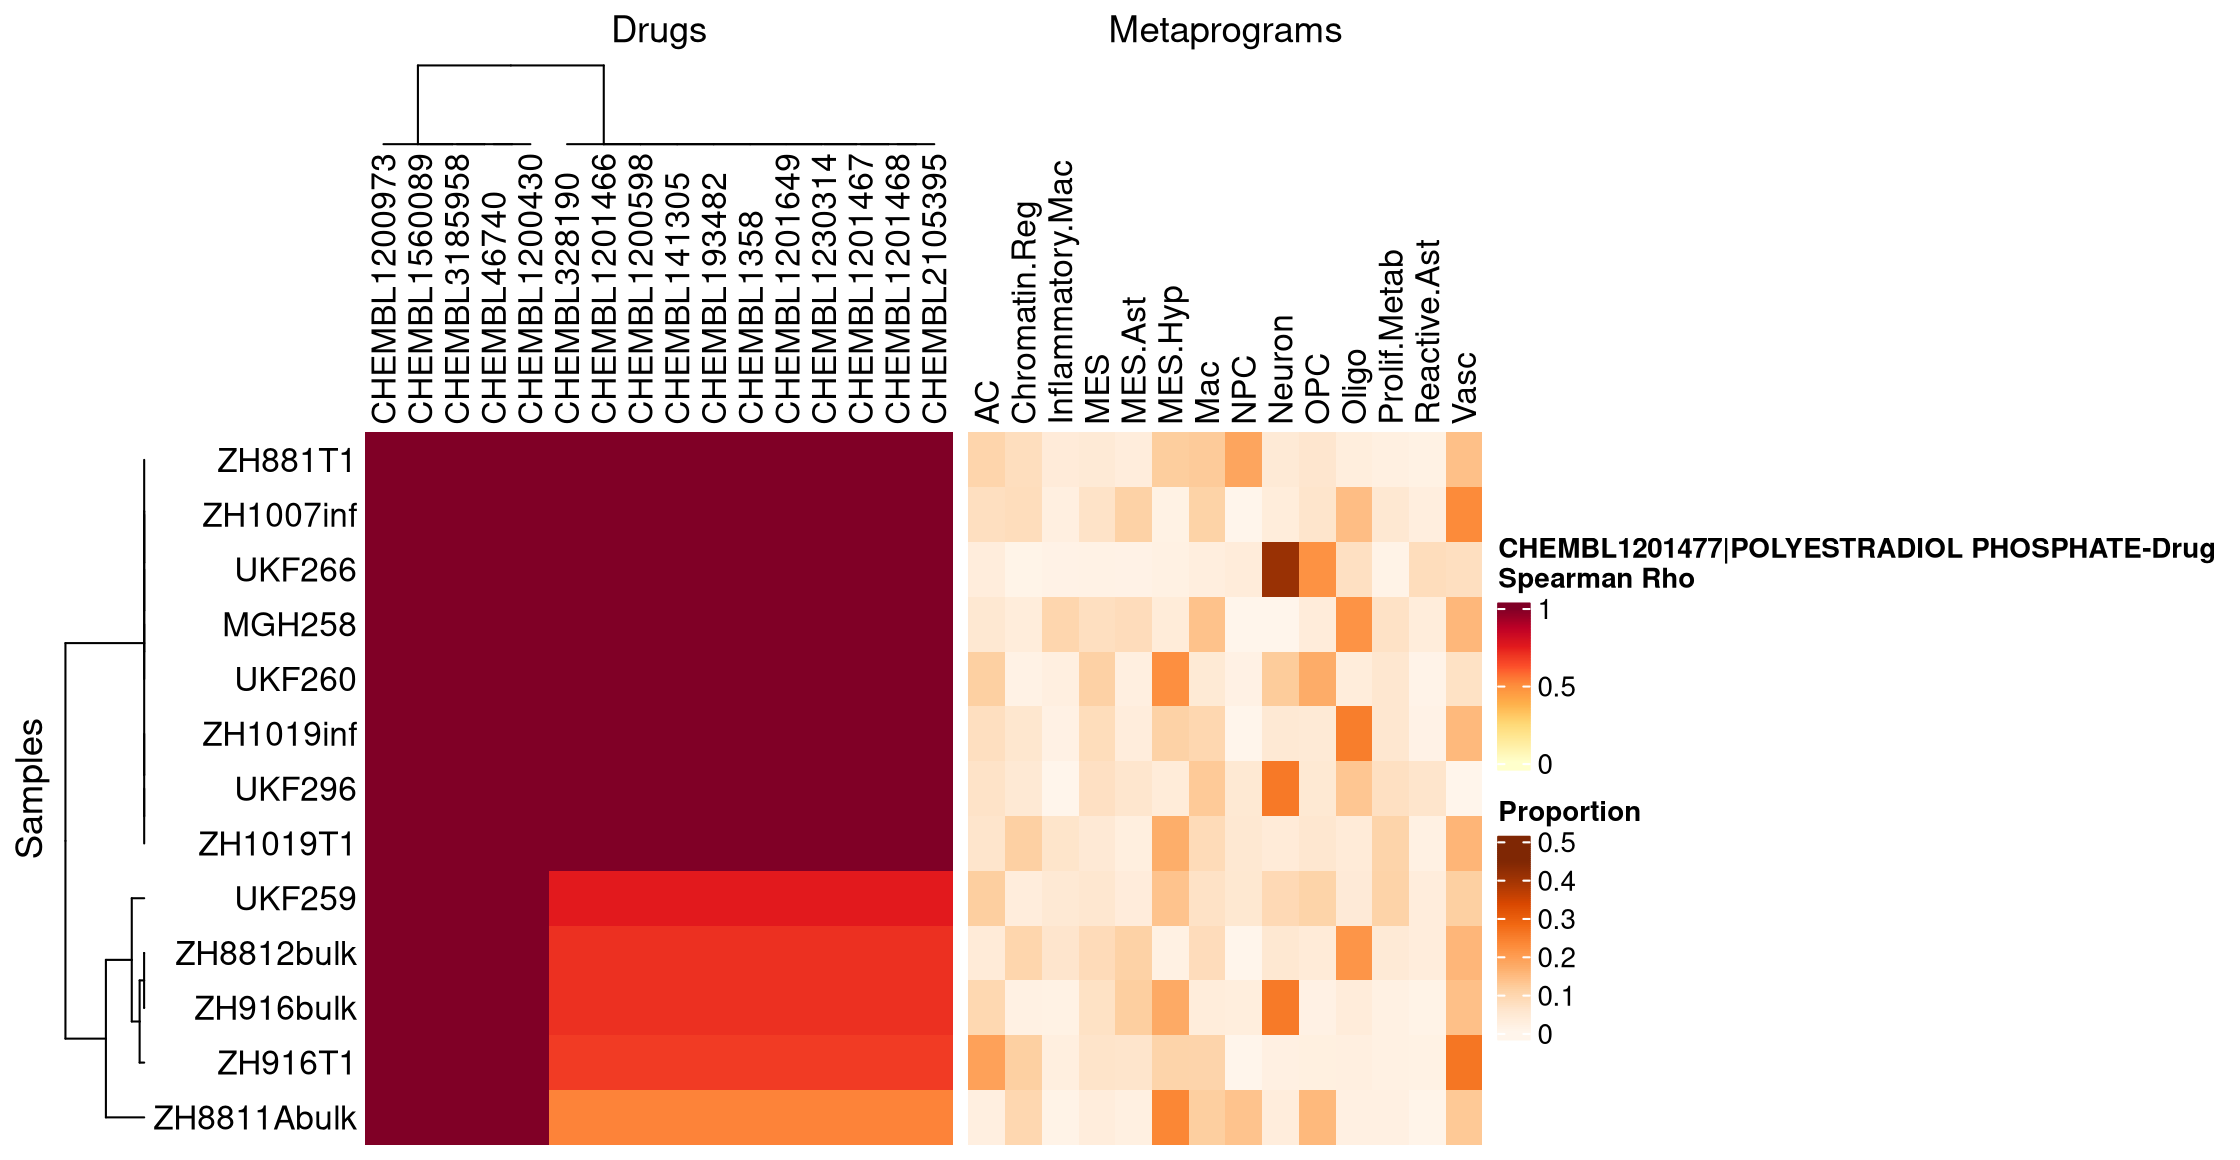 Drugs
Metaprograms
CHEMBL1200973
CHEMBL1560089
CHEMBL3185958
CHEMBL46740
CHEMBL1200430
CHEMBL328190
CHEMBL1201466
CHEMBL1200598
CHEMBL141305
CHEMBL193482
CHEMBL1358
CHEMBL1201649
CHEMBL1230314
CHEMBL1201467
CHEMBL1201468
CHEMBL2105395
AC
Chromatin.Reg
Inflammatory.Mac
MES
MES.Ast
MES.Hyp
Mac
NPC
Neuron
OPC
Oligo
Prolif.Metab
Reactive.Ast
Vasc
Samples
ZH881T1
ZH1007inf
UKF266
MGH258
UKF260
ZH1019inf
UKF296
ZH1019T1
UKF259
ZH8812bulk
ZH916bulk
ZH916T1
ZH8811Abulk
CHEMBL1201477|POLYESTRADIOL PHOSPHATE-Drug
Spearman Rho
1
0.5
0
Proportion
0.5
0.4
0.3
0.2
0.1
0